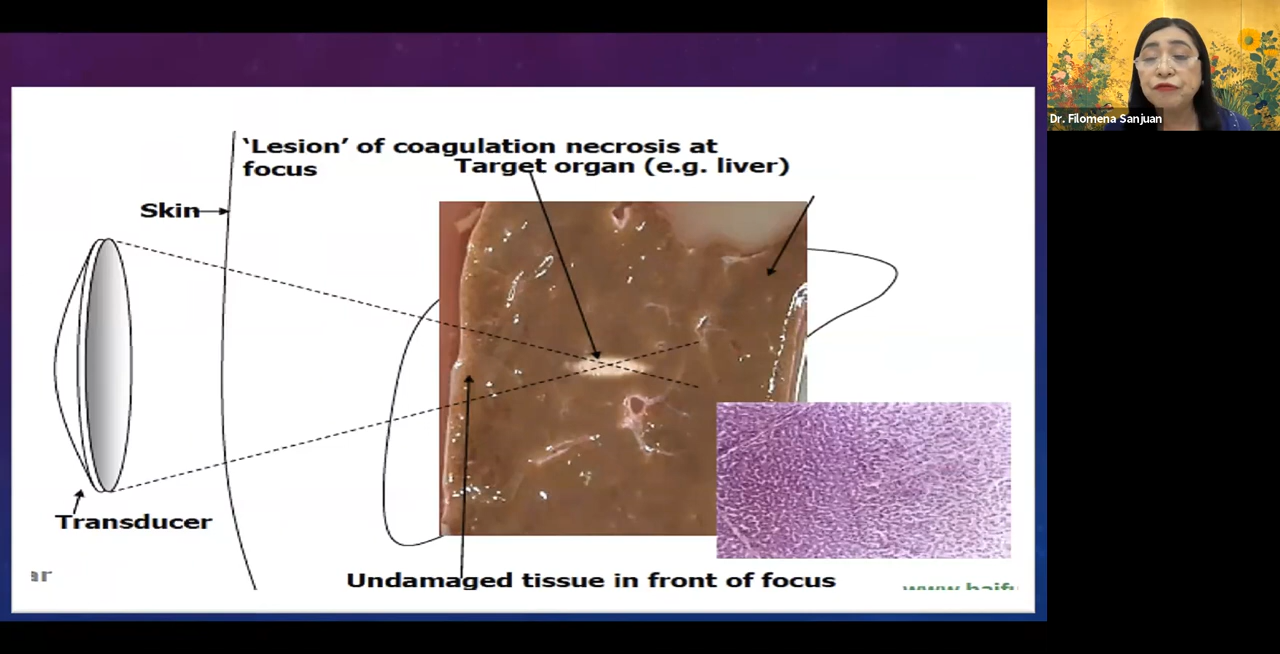 Dr. Filomena Sanjuan
‘Lesion’ of coagulation necrosis at
focus
Target organ (e.g. liver)
Skin
Transducer
Undamaged tissue in front of focus